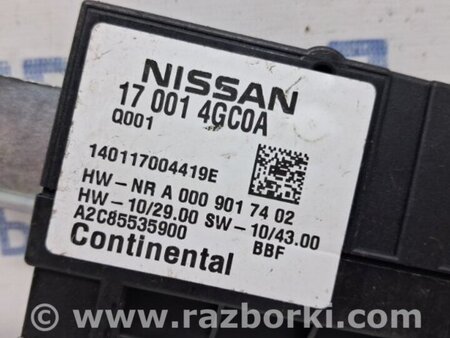 NISSAN
17 001 4GC0A
Q001
140117004419E
HW-NR A 000 901 74 02
HW-10/29.00 SW-10/43.00
A2C85535900 BBF
Continental
© www.razborki.com